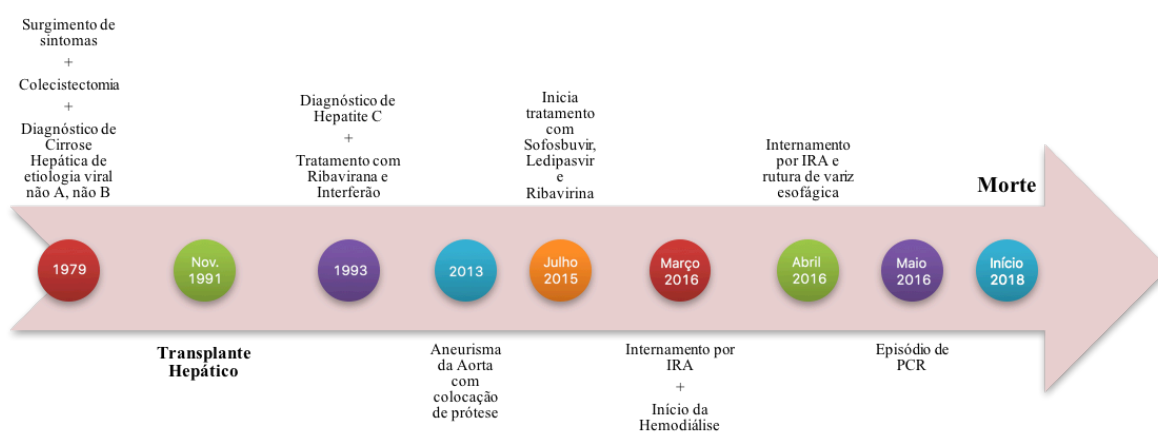 Surgimento de
sintomas
+
Colecistectomia
+
Diagnóstico de
Cirrose
Hepática de
etiologia viral
não A, não B
Diagnóstico de
Hepatite C
+
Tratamento com
Ribavirana e
Interferão
Inicia
tratamento
com
Sofosbuvir,
Ledipasvir
e
Ribavirina
Internamento
por IRA e
rutura de variz
esofágica
Morte
1979
Nov.
1991
1993
2013
Julho
2015
Março
2016
Abril
2016
Maio
2016
Início
2018
Transplante
Hepático
Aneurisma
da Aorta
com
colocação
de prótese
Internamento por
IRA
+
Início da
Hemodiálise
Episódio de
PCR